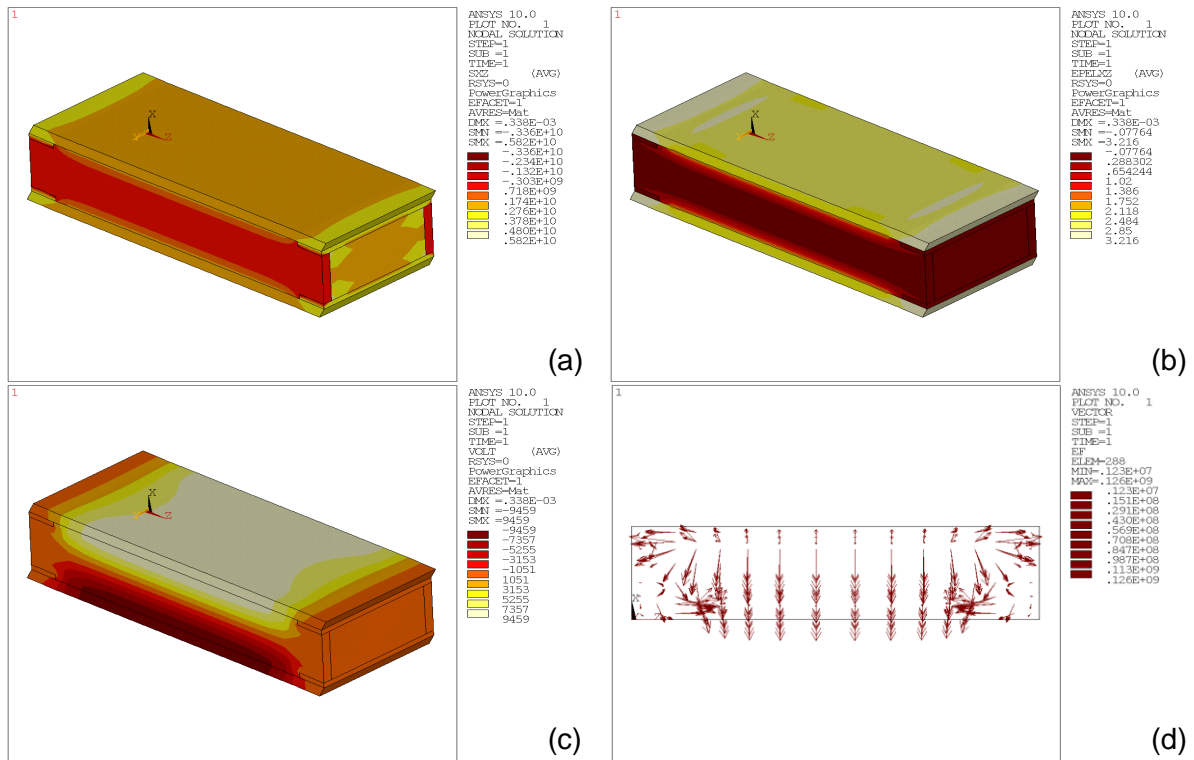 1
ANSYS 10.0
PLOT NO. 1
NODAL SOLUTION
STEP=1
SUB =1
TIME=1
SXZ (AVG)
RSYS=0
PowerGraphics
EFACET=1
AVRES=Mat
DMX =.338E-03
SMN =-.336E+10
SMX =.582E+10
-.336E+10
-.234E+10
-.132E+10
-.303E+09
.718E+09
.174E+10
.276E+10
.378E+10
.480E+10
.582E+10
X
Y
Z
(a)
1
ANSYS 10.0
PLOT NO. 1
NODAL SOLUTION
STEP=1
SUB =1
TIME=1
EPELXZ (AVG)
RSYS=0
PowerGraphics
EFACET=1
AVRES=Mat
DMX =.338E-03
SMN =-.07764
SMX =3.216
-.07764
.288302
.654244
1.02
1.386
1.752
2.118
2.484
2.85
3.216
X
Y
Z
(b)
1
ANSYS 10.0
PLOT NO. 1
NODAL SOLUTION
STEP=1
SUB =1
TIME=1
VOLT (AVG)
RSYS=0
PowerGraphics
EFACET=1
AVRES=Mat
DMX =.338E-03
SMN =-9459
SMX =9459
-9459
-7357
-5255
-3153
-1051
1051
3153
5255
7357
9459
X
Y
Z
(c)
1
ANSYS 10.0
PLOT NO. 1
VECTOR
STEP=1
SUB =1
TIME=1
EF
ELEM=288
MIN=.123E+07
MAX=.126E+09
.123E+07
.151E+08
.291E+08
.430E+08
.569E+08
.708E+08
.847E+08
.987E+08
.113E+09
.126E+09
X
(d)